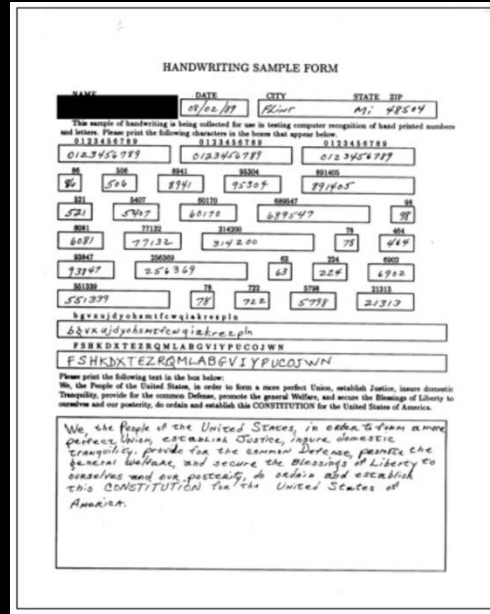 HANDWRITING SAMPLE FORM
NAME DATE CITY STATE ZIP
08/02/89 FLINT Mi 48504
This sample of handwriting is being collected for use in testing computer recognition of hand printed numbers
and letters. Please print the following characters in the boxes that appear below.
0123456789 0123456789 0123456789
0123456789 0123456789 0123456789
86 506 8941 95304 891405
86 506 8941 95304 891405
521 5407 60170 689547 98
521 5407 60170 689547 98
6081 77132 314200 78 464
6081 77132 314200 78 464
93847 256369 63 224 6902
93847 256369 63 224 6902
551339 78 722 5798 21313
551339 78 722 5798 21313
bgvxujdyohsmtfcwqiakrezpln
bgvxujdyohsmtfcwqiakrezpln
FSHKDXTEZRQMLABGVIYPUCOJWN
FSHKDXTEZRQMLABGVIYPUCOJWN
Please print the following text in the box below:
We, the People of the United States, in order to form a more perfect Union, establish Justice, insure domestic
Tranquility, provide for the common Defense, promote the general Welfare, and secure the Blessings of Liberty to
ourselves and our posterity, do ordain and establish this CONSTITUTION for the United States of America.
We, the People of the United States, in order to form a more
perfect Union, establish Justice, insure domestic
tranquility, provide for the common Defense, promote the
general Welfare, and secure the Blessings of Liberty to
ourselves and our posterity, do ordain and establish
this CONSTITUTION for the United States of
America.